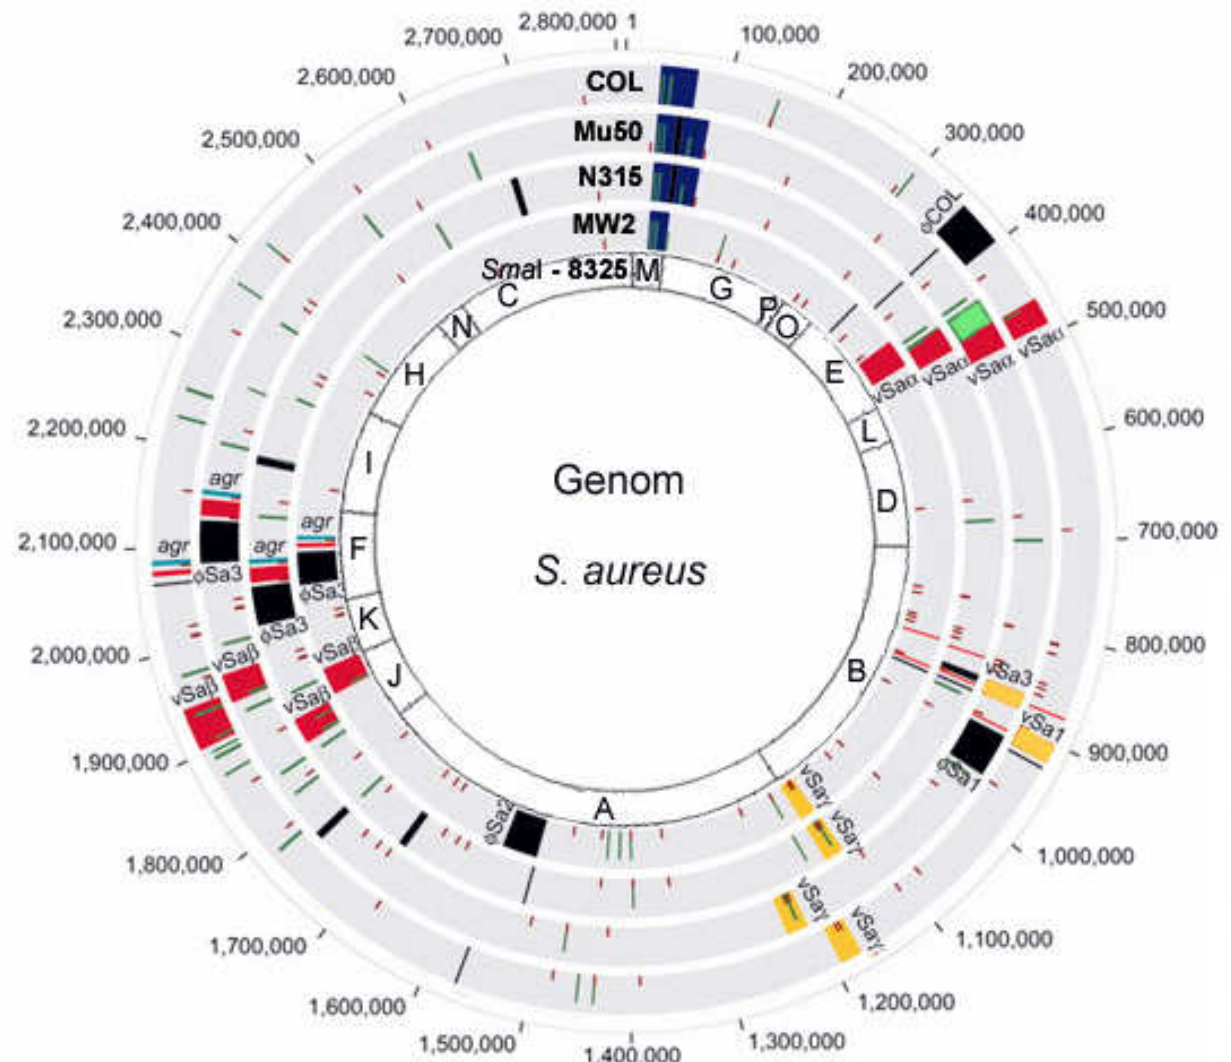 2,800,000 1
100,000
200,000
300,000
400,000
500,000
600,000
700,000
800,000
900,000
1,000,000
1,100,000
1,200,000
1,300,000
1,400,000
1,500,000
1,600,000
1,700,000
1,800,000
1,900,000
2,000,000
2,100,000
2,200,000
2,300,000
2,400,000
2,500,000
2,600,000
2,700,000
COL
Mu50
N315
MW2
SmaI - 8325
M
G
P
O
E
L
D
B
A
J
K
F
I
H
N
C
ϕCOL
νSaα
νSaα
νSaα
νSaα
νSa3
νSa1
ϕSa1
νSaγ
νSaγ
νSaγ
νSaγ
ϕSa2
νSaβ
νSaβ
νSaβ
νSaβ
agr
agr
agr
agr
ϕSa3
ϕSa3
ϕSa3
Genom
S. aureus